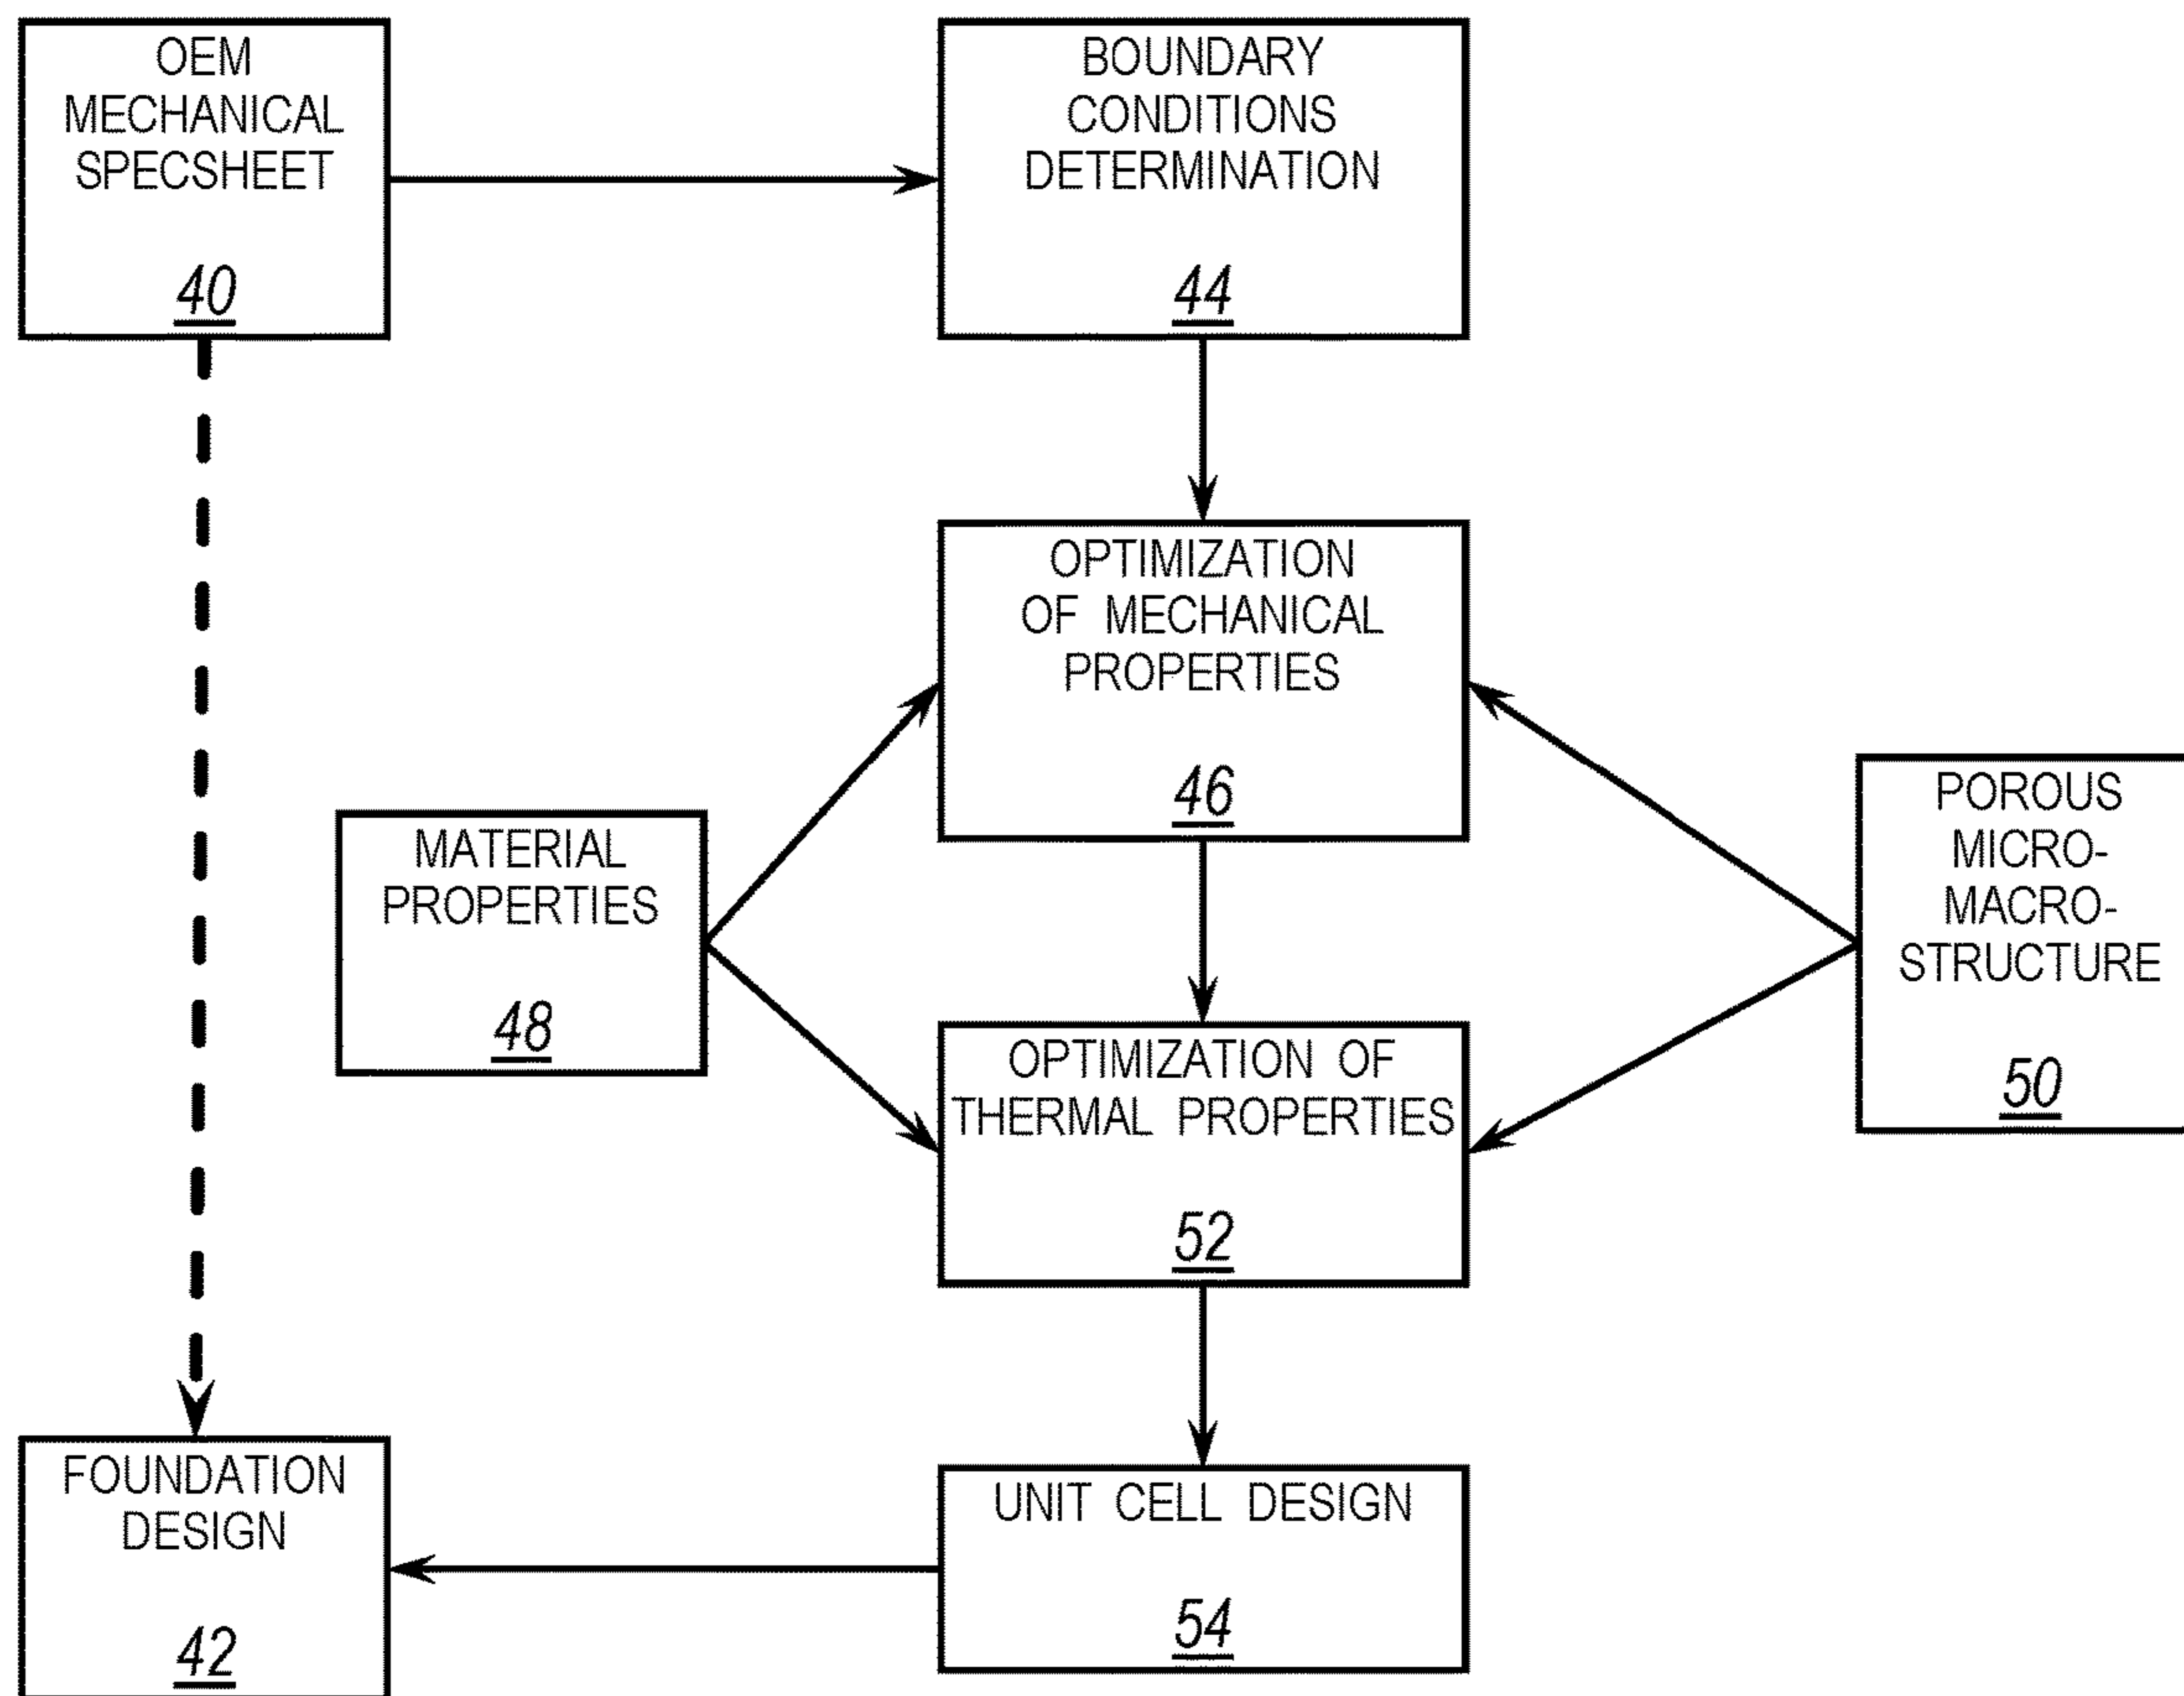 OEM
MECHANICAL
SPECSHEET
40
BOUNDARY
CONDITIONS
DETERMINATION
44
OPTIMIZATION
OF MECHANICAL
PROPERTIES
46
MATERIAL
PROPERTIES
48
POROUS
MICRO-
MACRO-
STRUCTURE
50
OPTIMIZATION OF
THERMAL PROPERTIES
52
FOUNDATION
DESIGN
42
UNIT CELL DESIGN
54